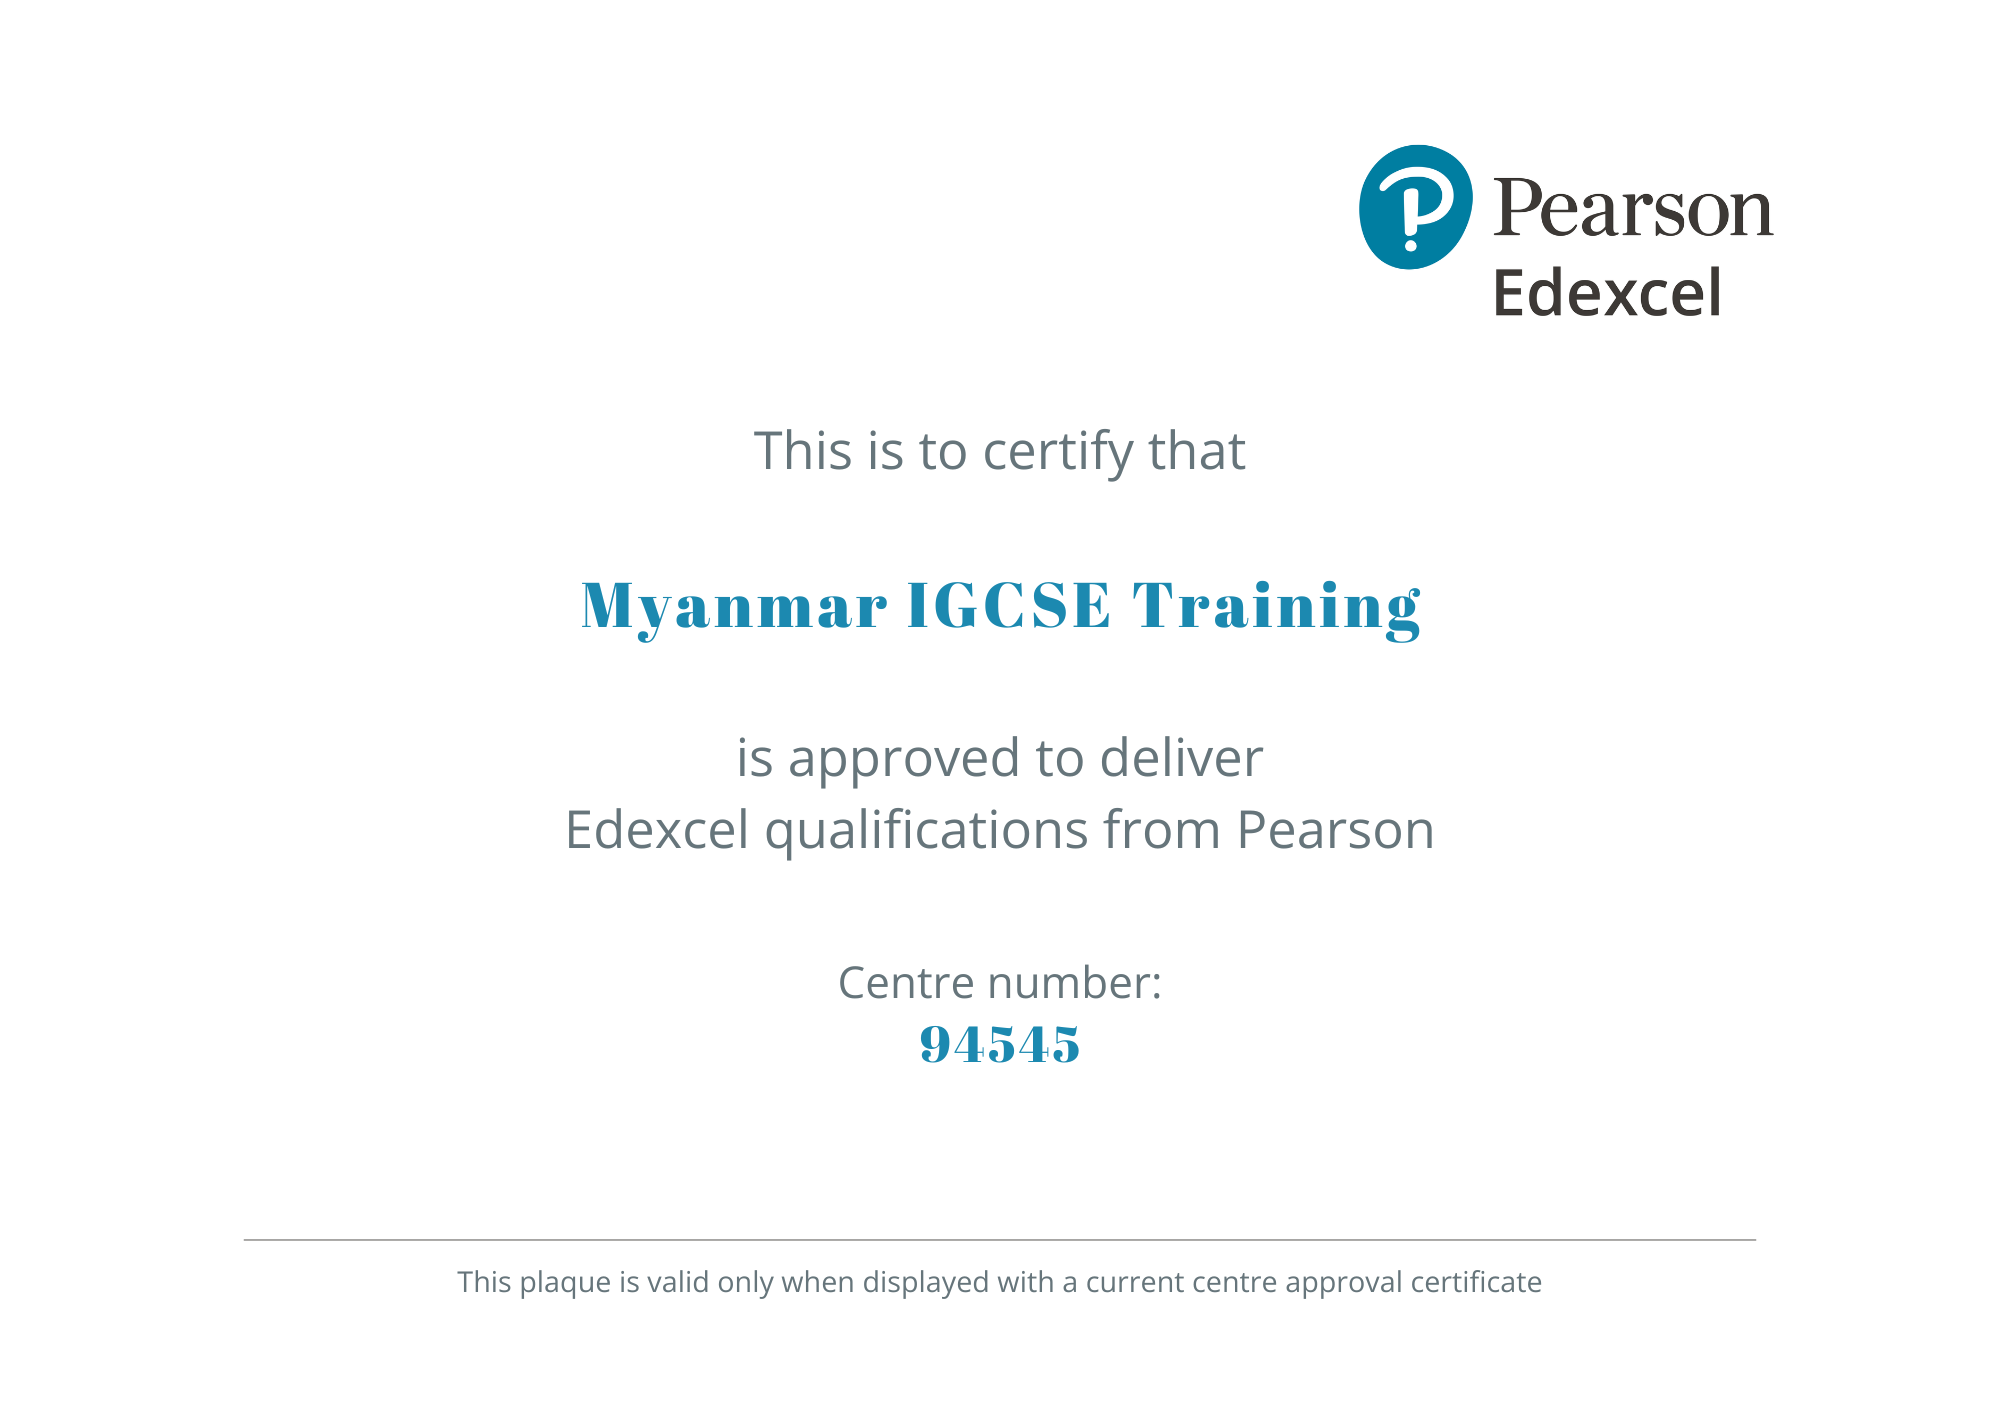 Pearson
Edexcel
This is to certify that
Myanmar IGCSE Training
is approved to deliver
Edexcel qualifications from Pearson
Centre number:
94545
This plaque is valid only when displayed with a current centre approval certificate